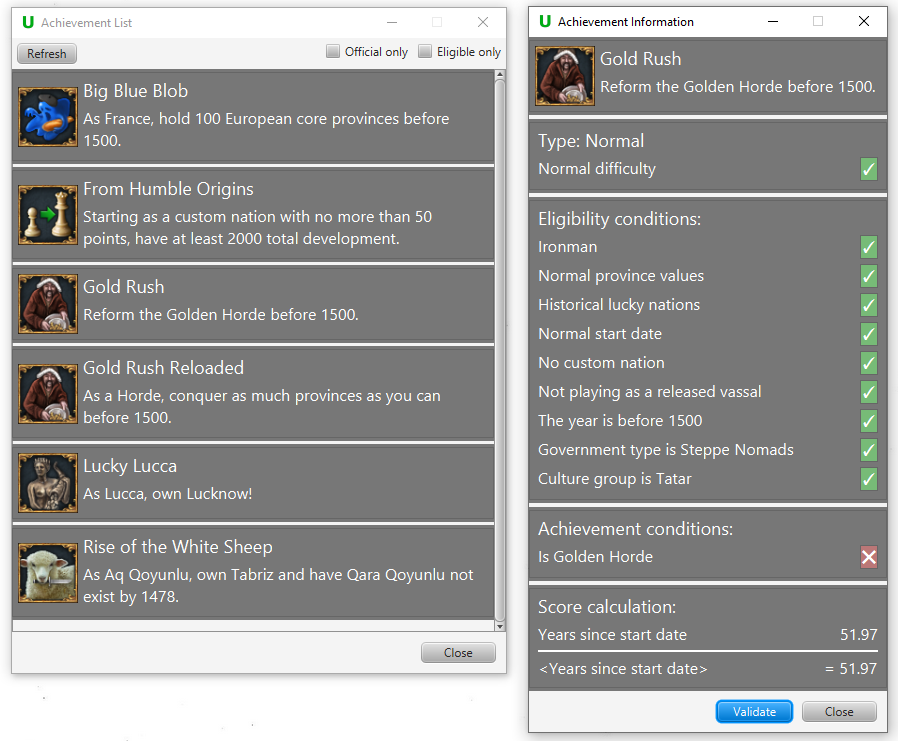 Achievement List
Refresh
Official only
Eligible only
Big Blue Blob
As France, hold 100 European core provinces before
1500.
From Humble Origins
Starting as a custom nation with no more than 50
points, have at least 2000 total development.
Gold Rush
Reform the Golden Horde before 1500.
Gold Rush Reloaded
As a Horde, conquer as much provinces as you can
before 1500.
Lucky Lucca
As Lucca, own Lucknow!
Rise of the White Sheep
As Aq Qoyunlu, own Tabriz and have Qara Qoyunlu not
exist by 1478.
Close
Achievement Information
Gold Rush
Reform the Golden Horde before 1500.
Type: Normal
Normal difficulty
Eligibility conditions:
Ironman
Normal province values
Historical lucky nations
Normal start date
No custom nation
Not playing as a released vassal
The year is before 1500
Government type is Steppe Nomads
Culture group is Tatar
Achievement conditions:
Is Golden Horde
Score calculation:
Years since start date 51.97
<Years since start date> = 51.97
Validate
Close